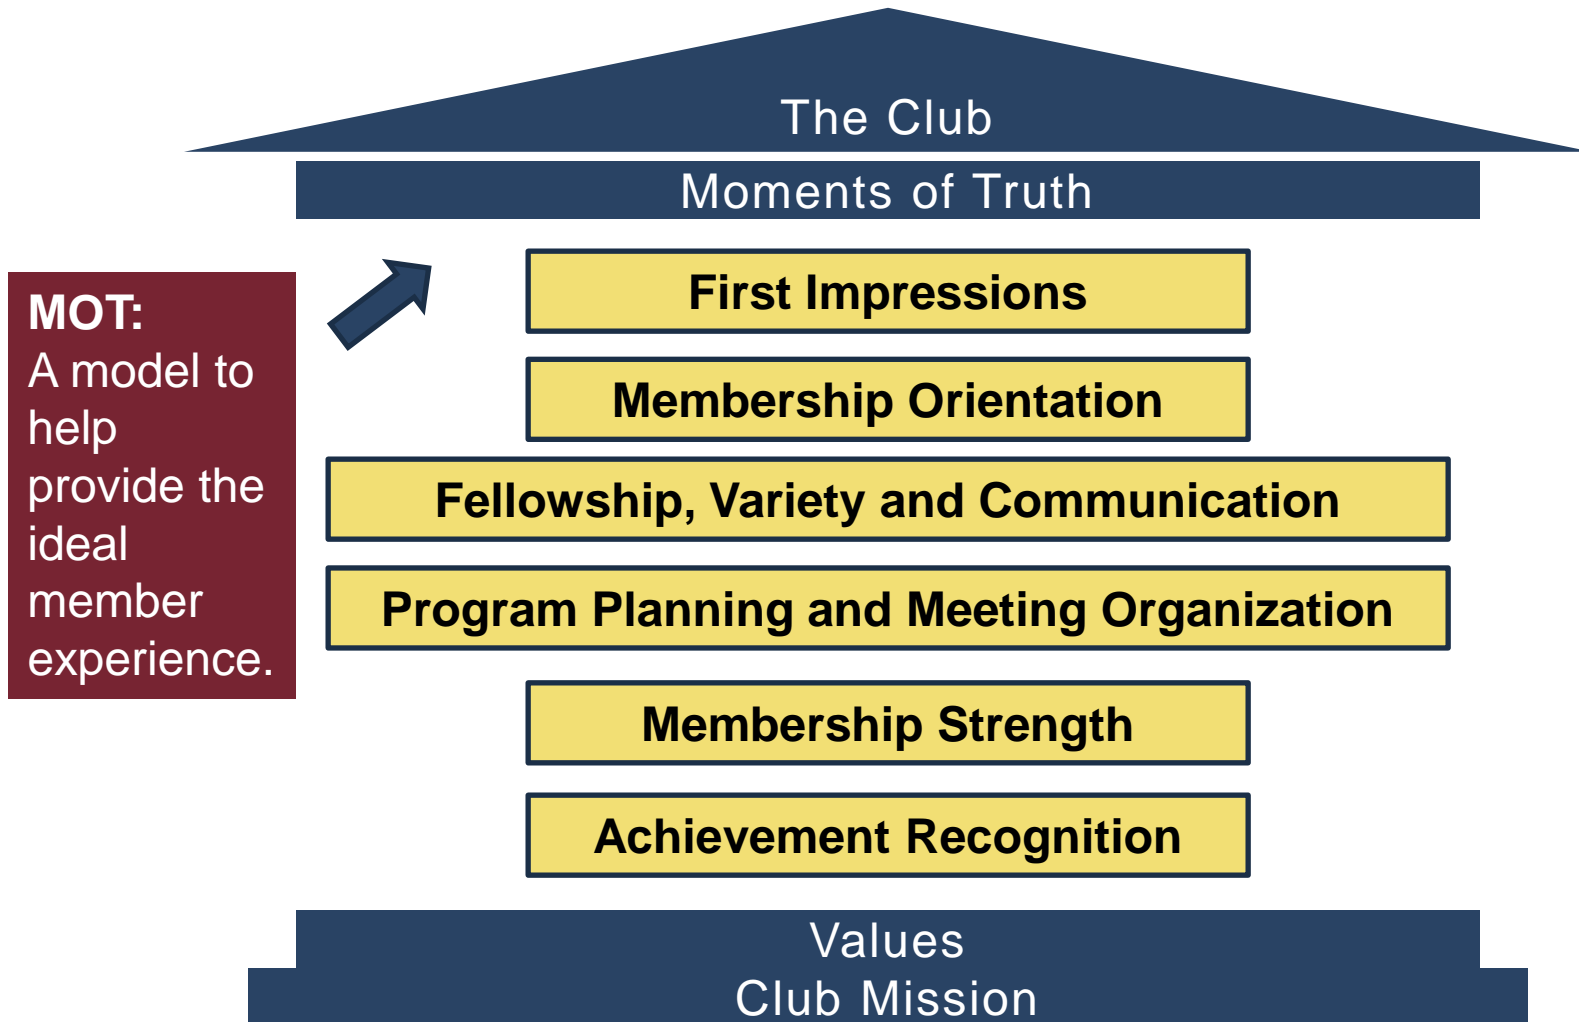 The Club
Moments of Truth
MOT:
A model to
help
provide the
ideal
member
experience.
First Impressions
Membership Orientation
Fellowship, Variety and Communication
Program Planning and Meeting Organization
Membership Strength
Achievement Recognition
Values
Club Mission